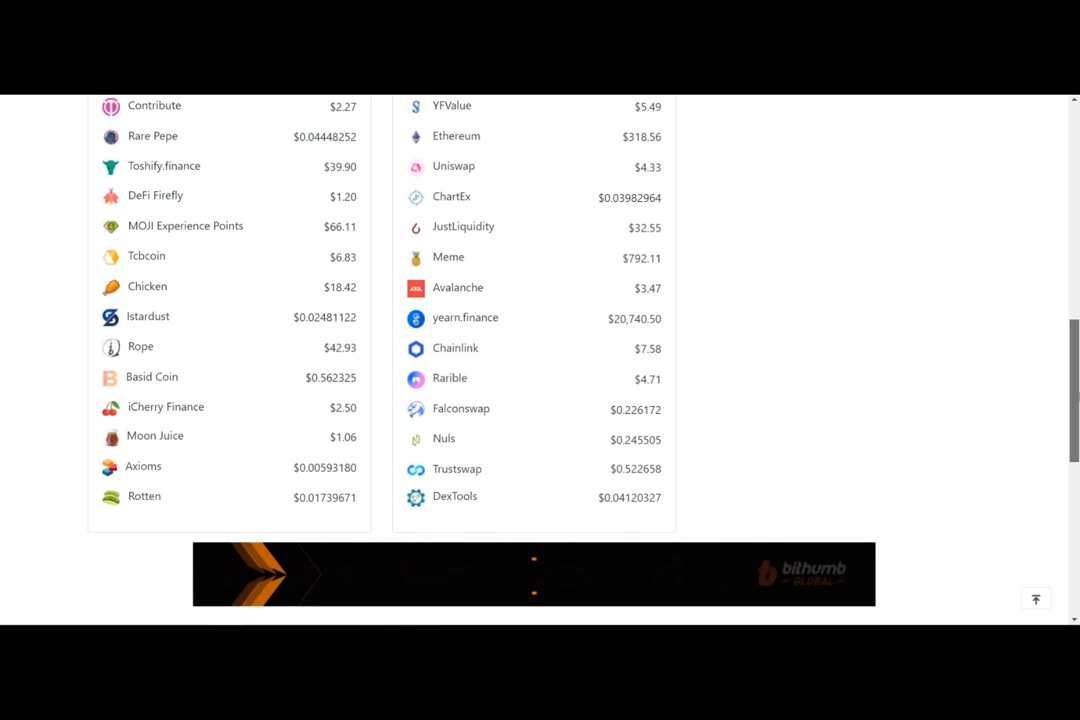 Contribute $2.27
Rare Pepe $0.04448252
Toshify.finance $39.90
DeFi Firefly $1.20
MOJI Experience Points $66.11
Tcbcoin $6.83
Chicken $18.42
Istardust $0.02481122
Rope $42.93
Basid Coin $0.562325
iCherry Finance $2.50
Moon Juice $1.06
Axioms $0.00593180
Rotten $0.01739671
YFValue $5.49
Ethereum $318.56
Uniswap $4.33
ChartEx $0.03982964
JustLiquidity $32.55
Meme $792.11
Avalanche $3.47
yearn.finance $20,740.50
Chainlink $7.58
Rarible $4.71
Falconswap $0.226172
Nuls $0.245505
Trustswap $0.522658
DexTools $0.04120327
bithumb
GLOBAL